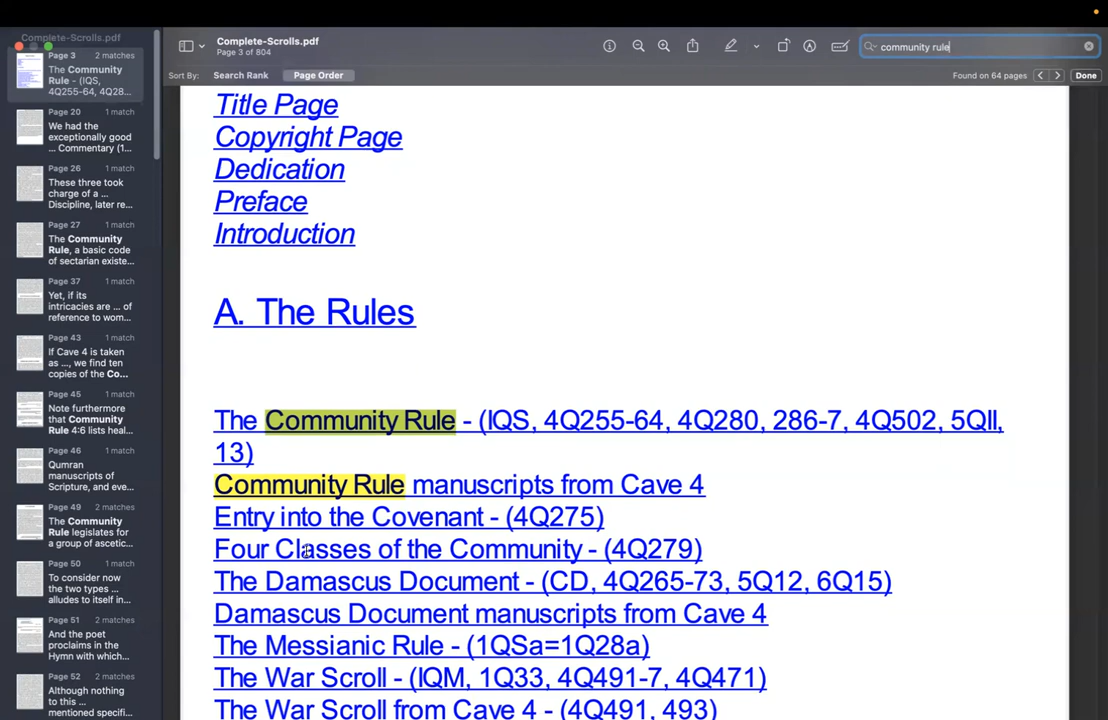 Complete-Scrolls.pdf
Page 3 2 matches
The Community
Rule - (IQS,
4Q255-64, 4Q28...
Page 20 1 match
We had the
exceptionally good
... Commentary (1...
Page 26 1 match
These three took
charge of a ...
Discipline, later re...
Page 27 1 match
The Community
Rule, a basic code
of sectarian existe...
Page 37 1 match
Yet, if its
intricacies are ... of
reference to wom...
Page 43 1 match
If Cave 4 is taken
as ..., we find ten
copies of the Co...
Page 45 1 match
Note furthermore
that Community
Rule 4:6 lists heal...
Page 46 1 match
Qumran
manuscripts of
Scripture, and eve...
Page 49 2 matches
The Community
Rule legislates for
a group of ascetic...
Page 50 1 match
To consider now
the two types ...
alludes to itself in...
Page 51 2 matches
And the poet
proclaims in the
Hymn with which...
Page 52 2 matches
Although nothing
to this ...
mentioned specifi...
Complete-Scrolls.pdf
Page 3 of 804
community rule
Sort By: Search Rank Page Order Found on 64 pages Done
Title Page
Copyright Page
Dedication
Preface
Introduction
A. The Rules
The Community Rule - (IQS, 4Q255-64, 4Q280, 286-7, 4Q502, 5QII,
13)
Community Rule manuscripts from Cave 4
Entry into the Covenant - (4Q275)
Four Classes of the Community - (4Q279)
The Damascus Document - (CD, 4Q265-73, 5Q12, 6Q15)
Damascus Document manuscripts from Cave 4
The Messianic Rule - (1QSa=1Q28a)
The War Scroll - (IQM, 1Q33, 4Q491-7, 4Q471)
The War Scroll from Cave 4 - (4Q491, 493)